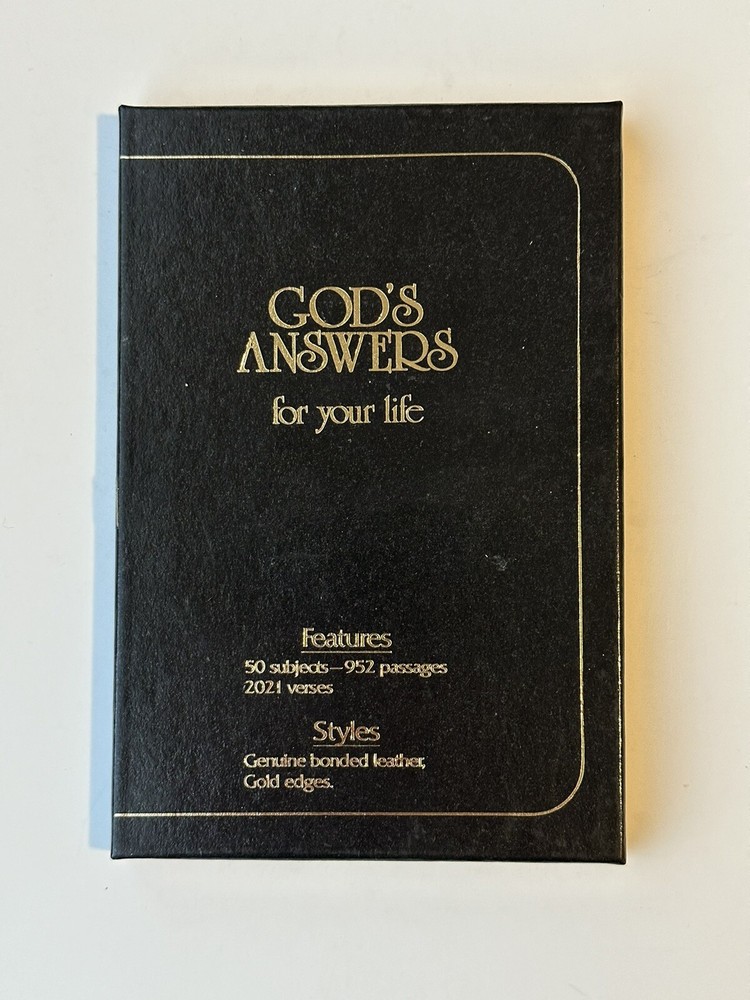 GOD'S
ANSWERS
for your life
Features
50 subjects—952 passages
2021 verses
Styles
Genuine bonded leather,
Gold edges.